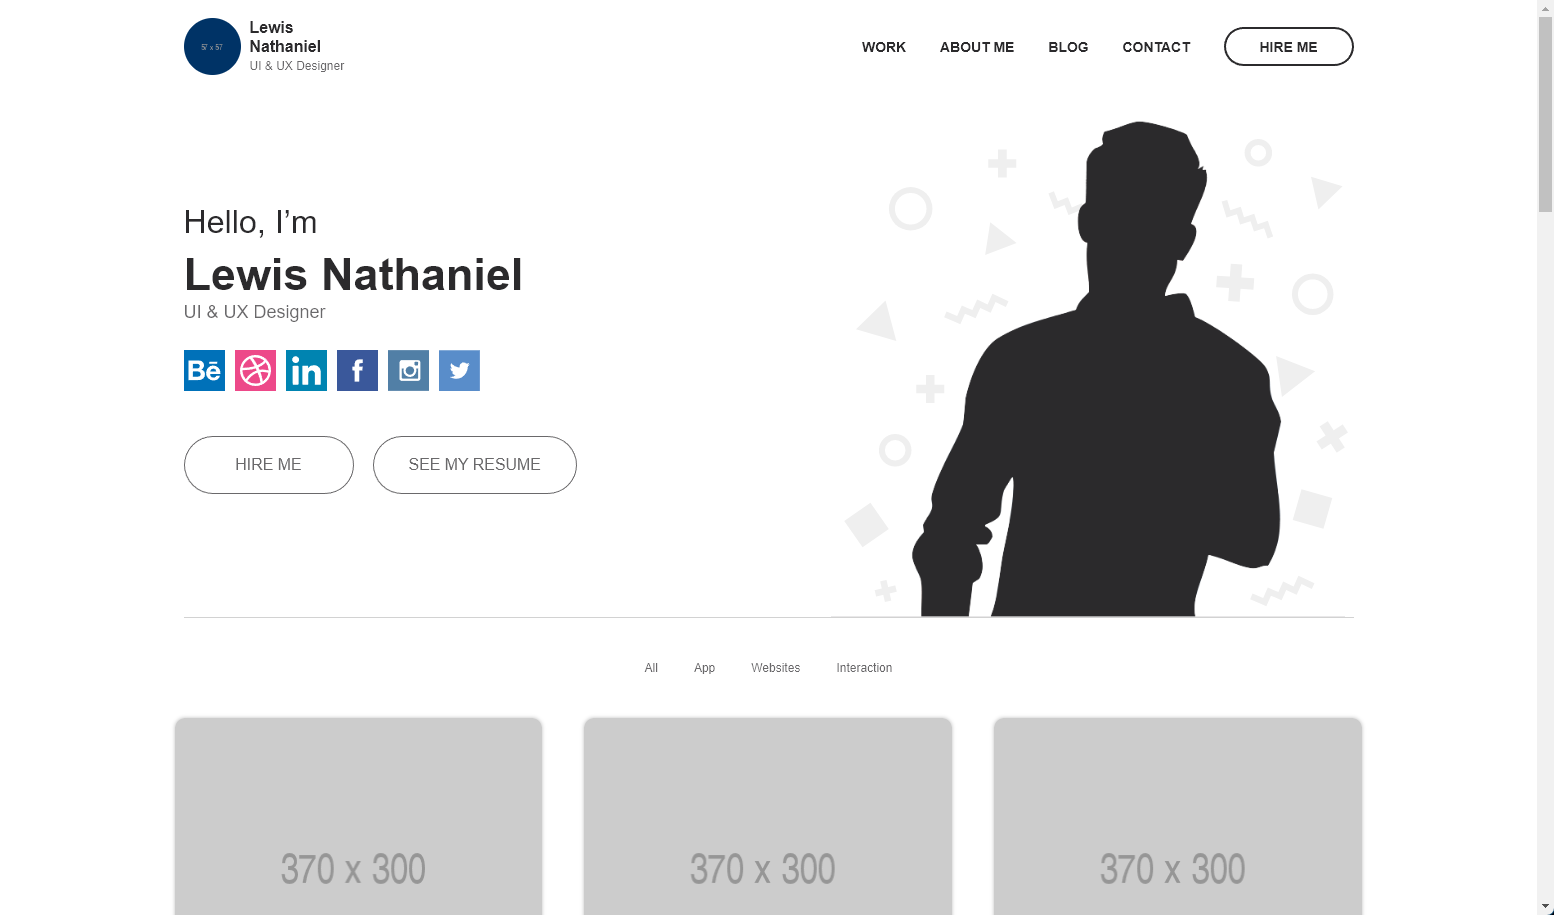 57 x 57
Lewis
Nathaniel
UI & UX Designer
WORK ABOUT ME BLOG CONTACT HIRE ME
Hello, I’m
Lewis Nathaniel
UI & UX Designer
Bē in f
HIRE ME SEE MY RESUME
All App Websites Interaction
370 x 300 370 x 300 370 x 300